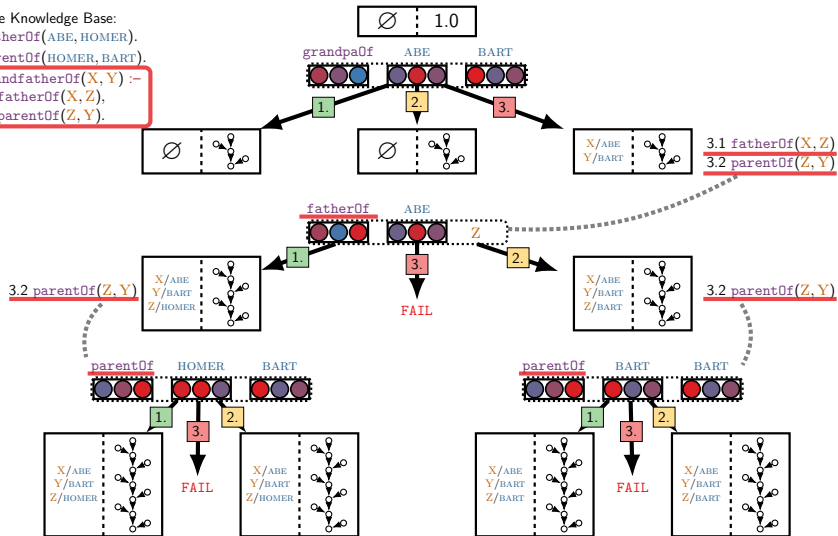 e Knowledge Base:
therOf(ABE, HOMER).
rentOf(HOMER, BART).
andfatherOf(X, Y) :–
fatherOf(X, Z),
parentOf(Z, Y).
∅ 1.0
grandpaOf ABE BART
1. 2. 3.
∅ ∅ X/ABE
Y/BART
3.1 fatherOf(X, Z)
3.2 parentOf(Z, Y)
fatherOf ABE Z
1. 3. 2.
FAIL
3.2 parentOf(Z, Y)
X/ABE
Y/BART
Z/HOMER
X/ABE
Y/BART
Z/BART
3.2 parentOf(Z, Y)
parentOf HOMER BART
1. 3. 2.
X/ABE
Y/BART
Z/HOMER
FAIL
X/ABE
Y/BART
Z/HOMER
parentOf BART BART
1. 3. 2.
X/ABE
Y/BART
Z/BART
FAIL
X/ABE
Y/BART
Z/BART